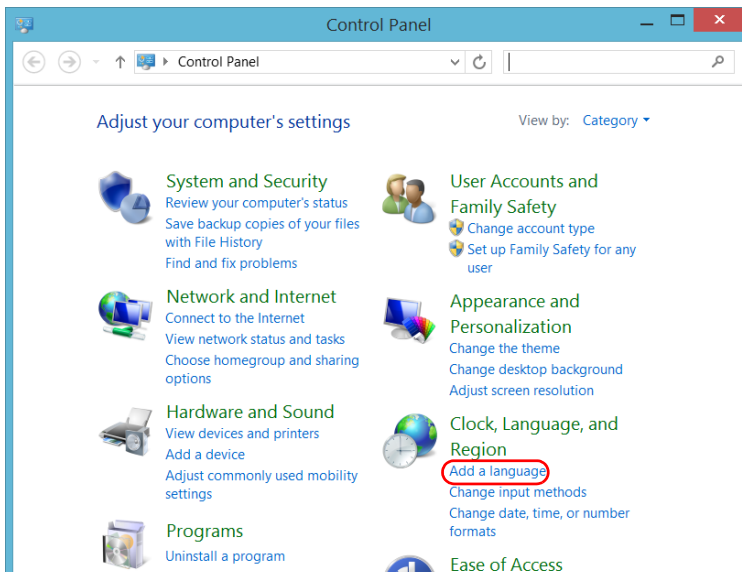 Control Panel
Control Panel
Adjust your computer's settings
View by: Category
System and Security
Review your computer's status
Save backup copies of your files
with File History
Find and fix problems
Network and Internet
Connect to the Internet
View network status and tasks
Choose homegroup and sharing
options
Hardware and Sound
View devices and printers
Add a device
Adjust commonly used mobility
settings
Programs
Uninstall a program
User Accounts and
Family Safety
Change account type
Set up Family Safety for any
user
Appearance and
Personalization
Change the theme
Change desktop background
Adjust screen resolution
Clock, Language, and
Region
Add a language
Change input methods
Change date, time, or number
formats
Ease of Access